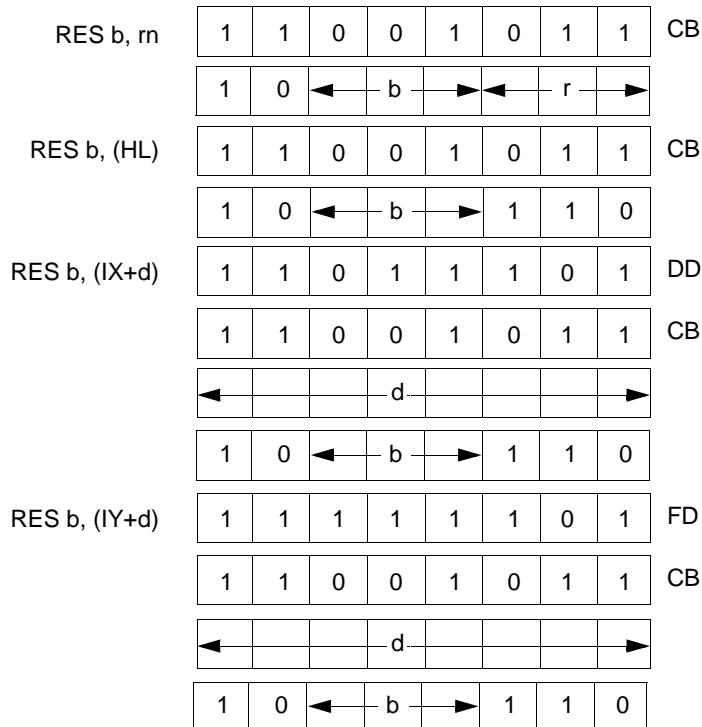 RES b, rn 1 1 0 0 1 0 1 1 CB
1 0 b r
RES b, (HL) 1 1 0 0 1 0 1 1 CB
1 0 b 1 1 0
RES b, (IX+d) 1 1 0 1 1 1 0 1 DD
1 1 0 0 1 0 1 1 CB
d
1 0 b 1 1 0
RES b, (IY+d) 1 1 1 1 1 1 0 1 FD
1 1 0 0 1 0 1 1 CB
d
1 0 b 1 1 0